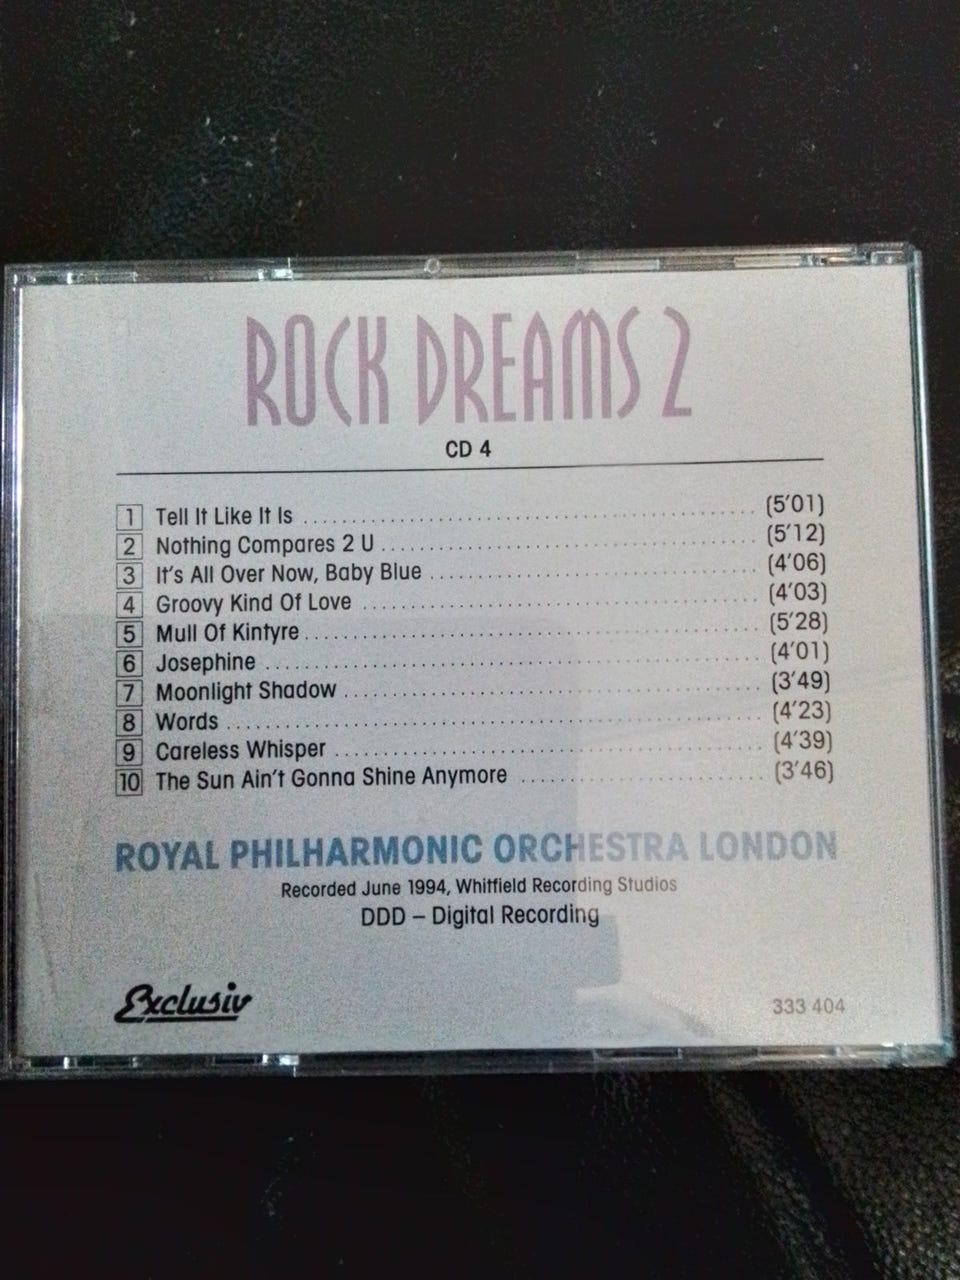 ROCK DREAMS 2
CD 4
1 Tell It Like It Is (5'01)
2 Nothing Compares 2 U (5'12)
3 It's All Over Now, Baby Blue (4'06)
4 Groovy Kind Of Love (4'03)
5 Mull Of Kintyre (5'28)
6 Josephine (4'01)
7 Moonlight Shadow (3'49)
8 Words (4'23)
9 Careless Whisper (4'39)
10 The Sun Ain't Gonna Shine Anymore (3'46)
ROYAL PHILHARMONIC ORCHESTRA LONDON
Recorded June 1994, Whitfield Recording Studios
DDD – Digital Recording
Exclusiv 333 404